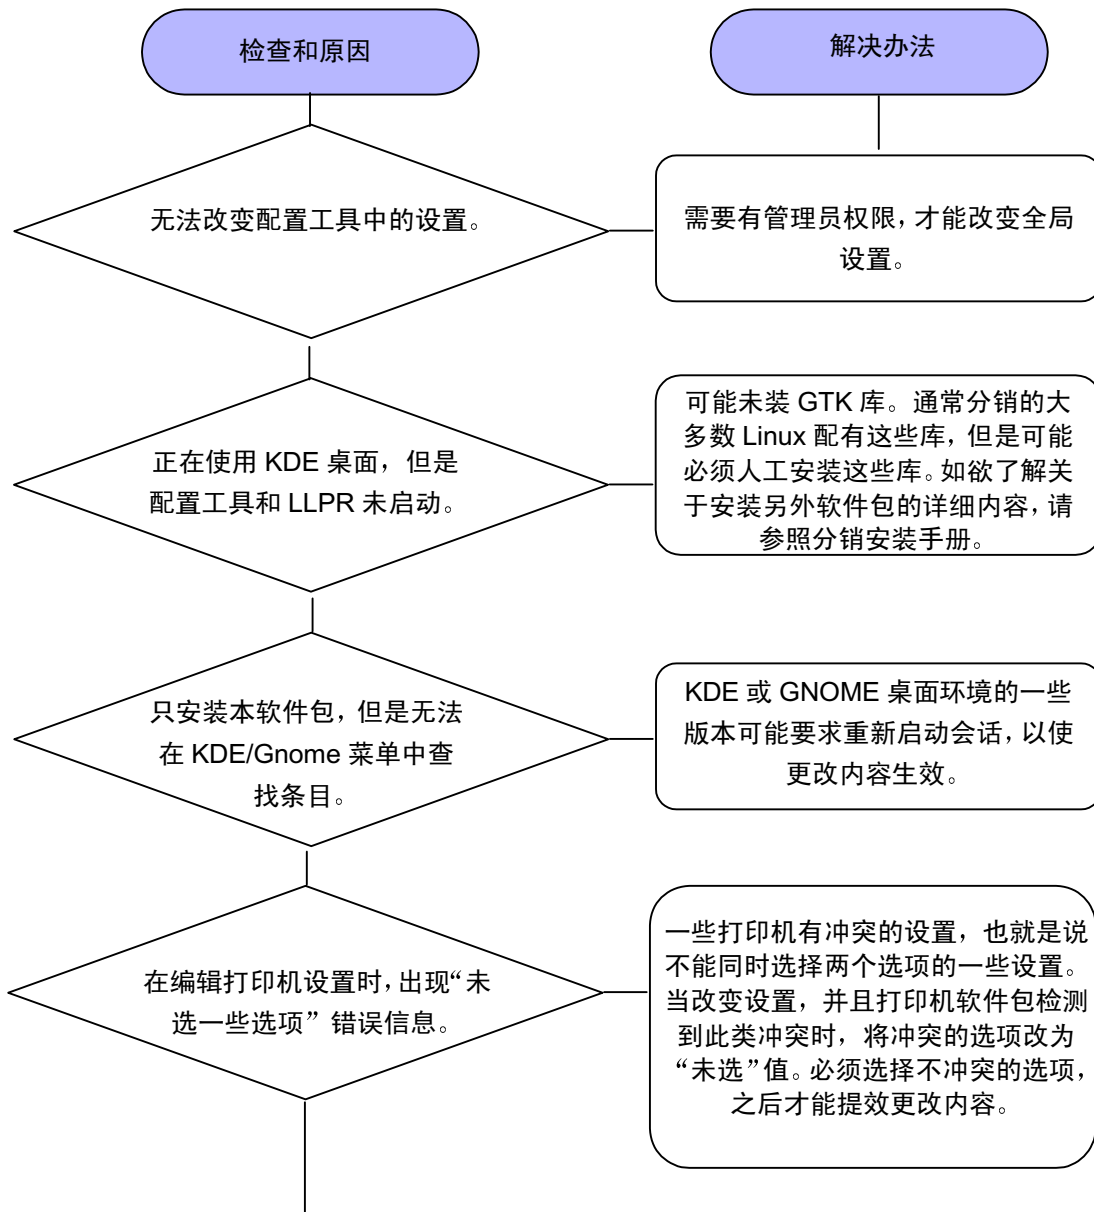 检查和原因
解决办法
无法改变配置工具中的设置。
需要有管理员权限，才能改变全局
设置。
正在使用 KDE 桌面，但是
配置工具和 LLPR 未启动。
可能未装 GTK 库。通常分销的大
多数 Linux 配有这些库，但是可能
必须人工安装这些库。如欲了解关
于安装另外软件包的详细内容，请
参照分销安装手册。
只安装本软件包，但是无法
在 KDE/Gnome 菜单中查
找条目。
KDE 或 GNOME 桌面环境的一些
版本可能要求重新启动会话，以使
更改内容生效。
在编辑打印机设置时，出现“未
选一些选项”错误信息。
一些打印机有冲突的设置，也就是说
不能同时选择两个选项的一些设置。
当改变设置，并且打印机软件包检测
到此类冲突时，将冲突的选项改为
“未选”值。必须选择不冲突的选项，
之后才能提效更改内容。